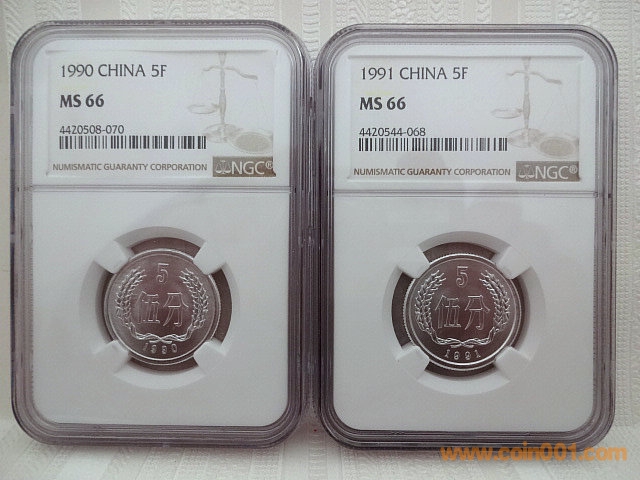 1990 CHINA 5F
MS 66
4420508-070
NUMISMATIC GUARANTY CORPORATION
NGC®
5
伍分
1990
1991 CHINA 5F
MS 66
4420544-068
NUMISMATIC GUARANTY CORPORATION
NGC®
5
伍分
1991
www.coin001.com